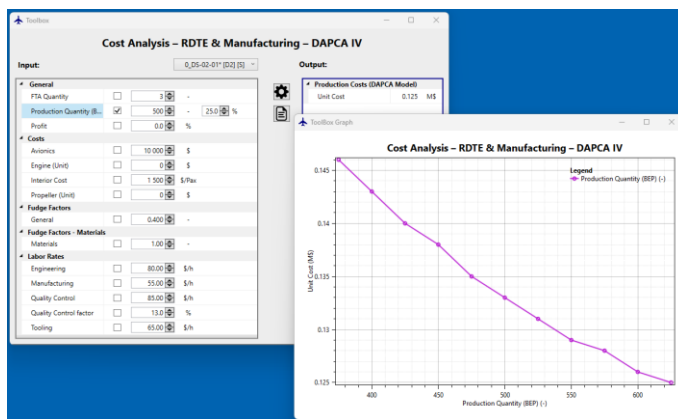 Toolbox
Cost Analysis – RDTE & Manufacturing – DAPCA IV
Input:
0_DS-02-01* [D2] [S]
Output:
General
FTA Quantity 3 -
Production Quantity (B... 500 - 25.0 %
Profit 0.0 %
Costs
Avionics 10 000 $
Engine (Unit) 0 $
Interior Cost 1 500 $/Pax
Propeller (Unit) 0 $
Fudge Factors
General 0.400 -
Fudge Factors - Materials
Materials 1.00 -
Labor Rates
Engineering 80.00 $/h
Manufacturing 55.00 $/h
Quality Control 85.00 $/h
Quality Control factor 13.0 %
Tooling 65.00 $/h
Production Costs (DAPCA Model)
Unit Cost 0.125 M$
ToolBox Graph
Cost Analysis – RDTE & Manufacturing – DAPCA IV
Legend
Production Quantity (BEP) (-)
Unit Cost (M$)
0.145
0.14
0.135
0.13
0.125
400 450 500 550 600
Production Quantity (BEP) (-)